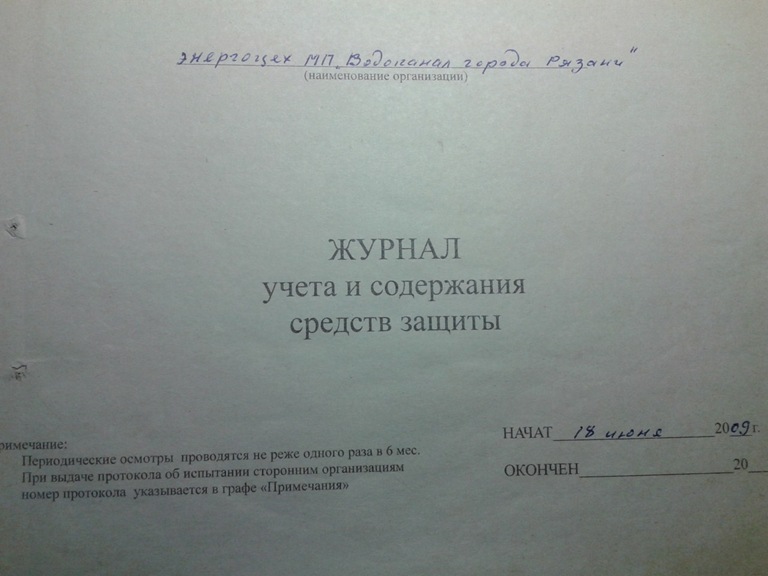 энергоцех МП "Водоканал города Рязани"
(наименование организации)
ЖУРНАЛ
учета и содержания
средств защиты
римечание:
Периодические осмотры проводятся не реже одного раза в 6 мес.
При выдаче протокола об испытании сторонним организациям
номер протокола указывается в графе «Примечания»
НАЧАТ 18 июня 2009 г.
ОКОНЧЕН 20